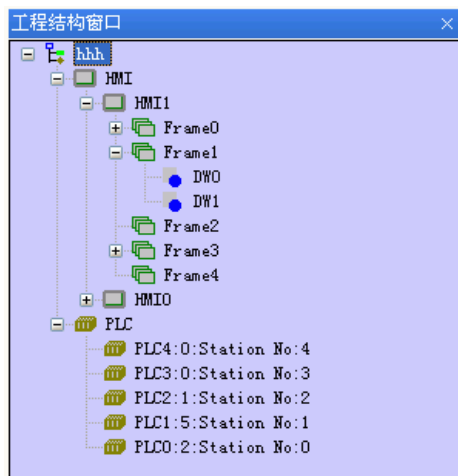 工程结构窗口
hhh
HMI
HMI1
Frame0
Frame1
DW0
DW1
Frame2
Frame3
Frame4
HMI0
PLC
PLC4:0:Station No:4
PLC3:0:Station No:3
PLC2:1:Station No:2
PLC1:5:Station No:1
PLC0:2:Station No:0